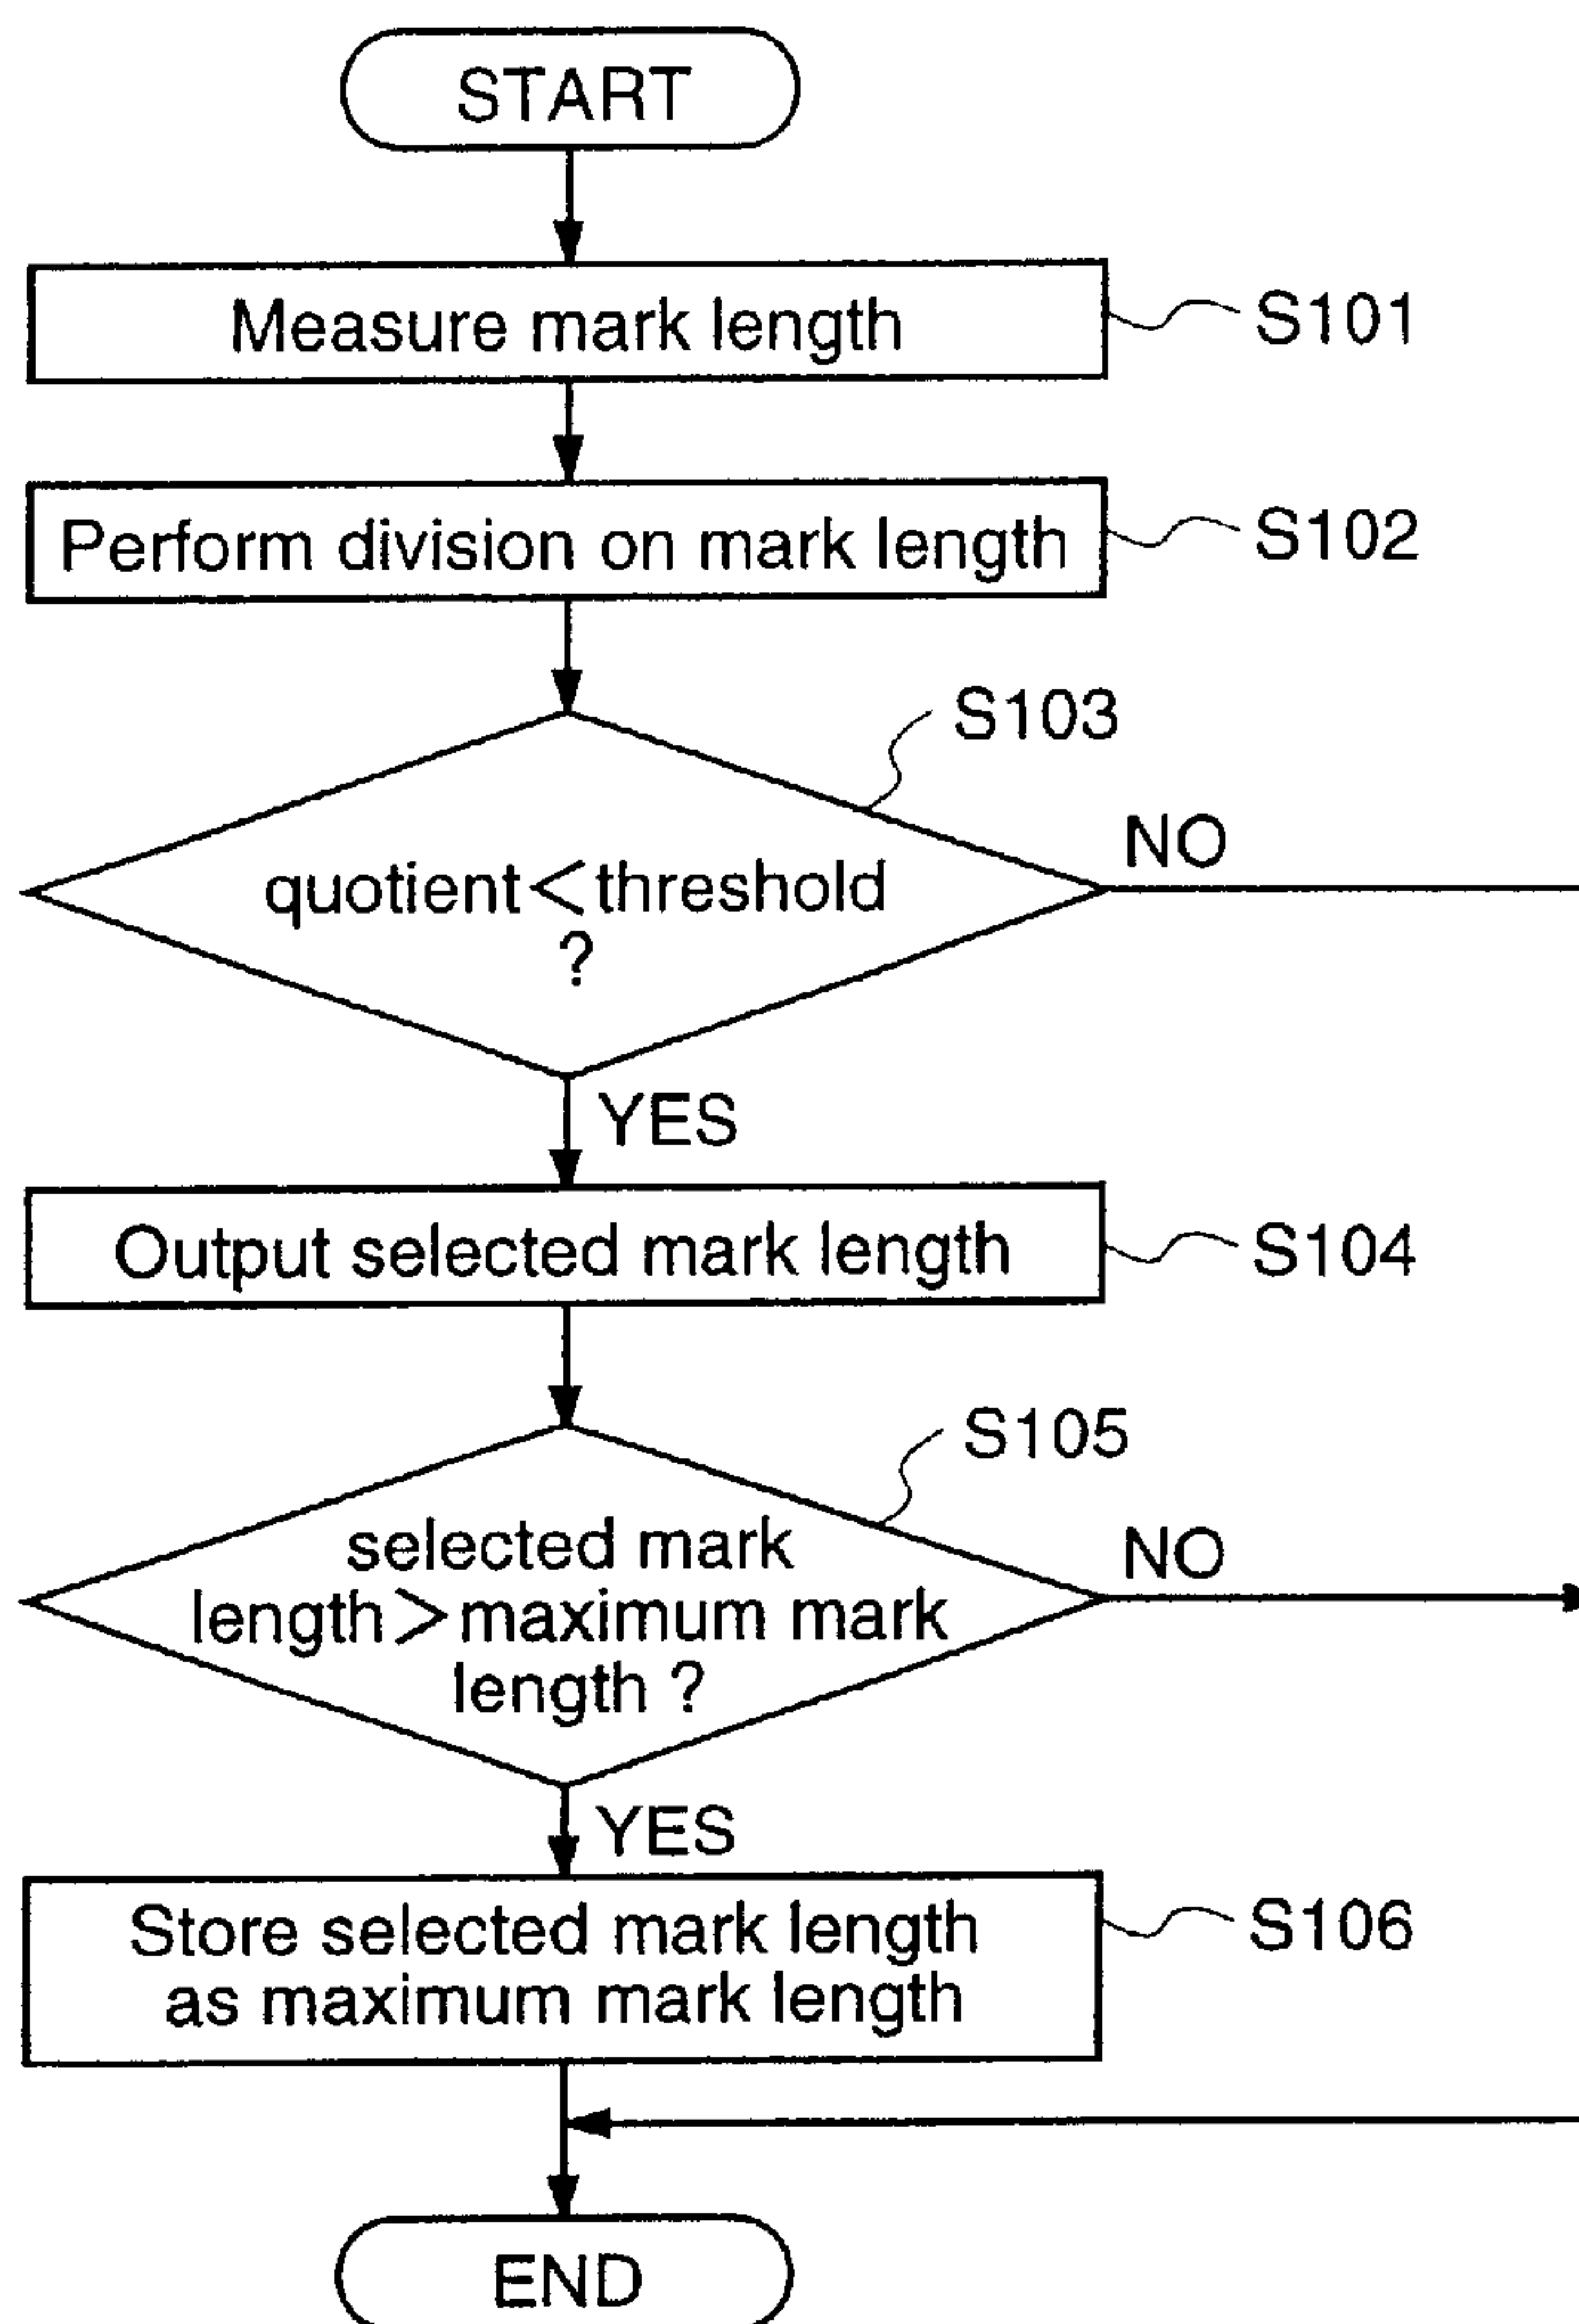 START
Measure mark length
S101
Perform division on mark length
S102
S103
NO
quotient<threshold
?
YES
Output selected mark length
S104
S105
NO
selected mark
length>maximum mark
length ?
YES
Store selected mark length
as maximum mark length
S106
END